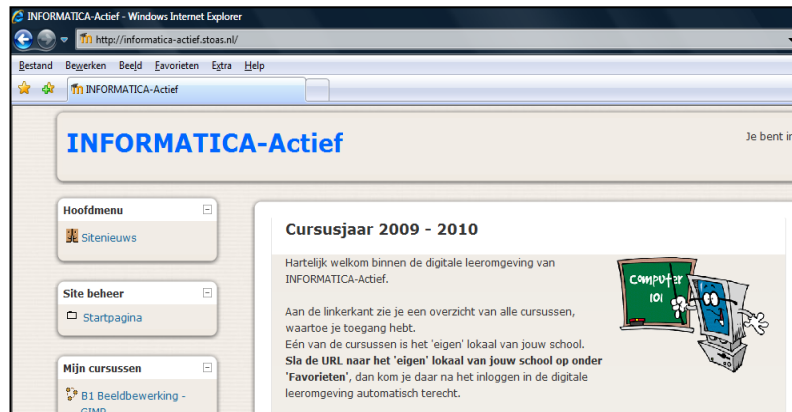 INFORMATICA-Actief - Windows Internet Explorer
http://informatica-actief.stoas.nl/
Bestand Bewerken Beeld Favorieten Extra Help
INFORMATICA-Actief
INFORMATICA-Actief
Je bent
Hoofdmenu
Sitenieuws
Site beheer
Startpagina
Mijn cursussen
B1 Beeldbewerking -
GIMP
Cursusjaar 2009 - 2010
Hartelijk welkom binnen de digitale leeromgeving van
INFORMATICA-Actief.
Aan de linkerkant zie je een overzicht van alle cursussen,
waartoe je toegang hebt.
Eén van de cursussen is het 'eigen' lokaal van jouw school.
Sla de URL naar het 'eigen' lokaal van jouw school op onder
'Favorieten', dan kom je daar na het inloggen in de digitale
leeromgeving automatisch terecht.
Computer
101